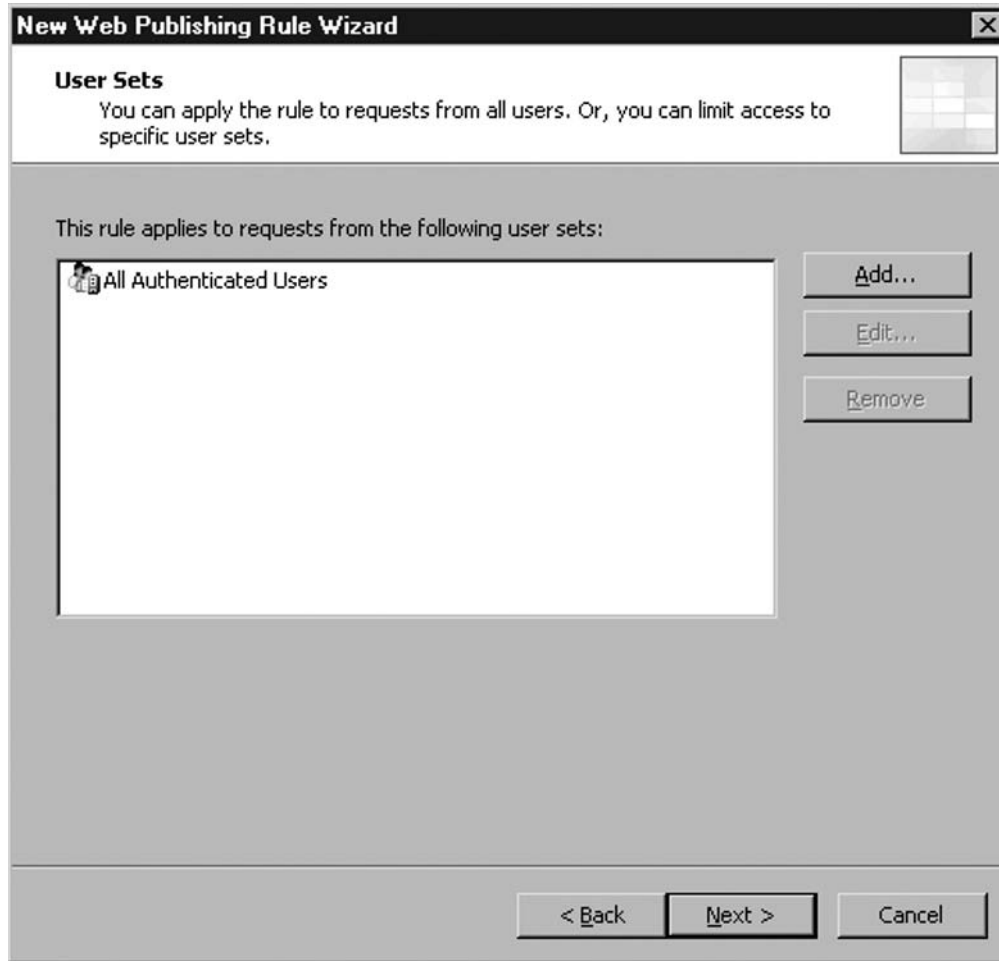 New Web Publishing Rule Wizard
User Sets
You can apply the rule to requests from all users. Or, you can limit access to
specific user sets.
This rule applies to requests from the following user sets:
All Authenticated Users
Add...
Edit...
Remove
< Back
Next >
Cancel